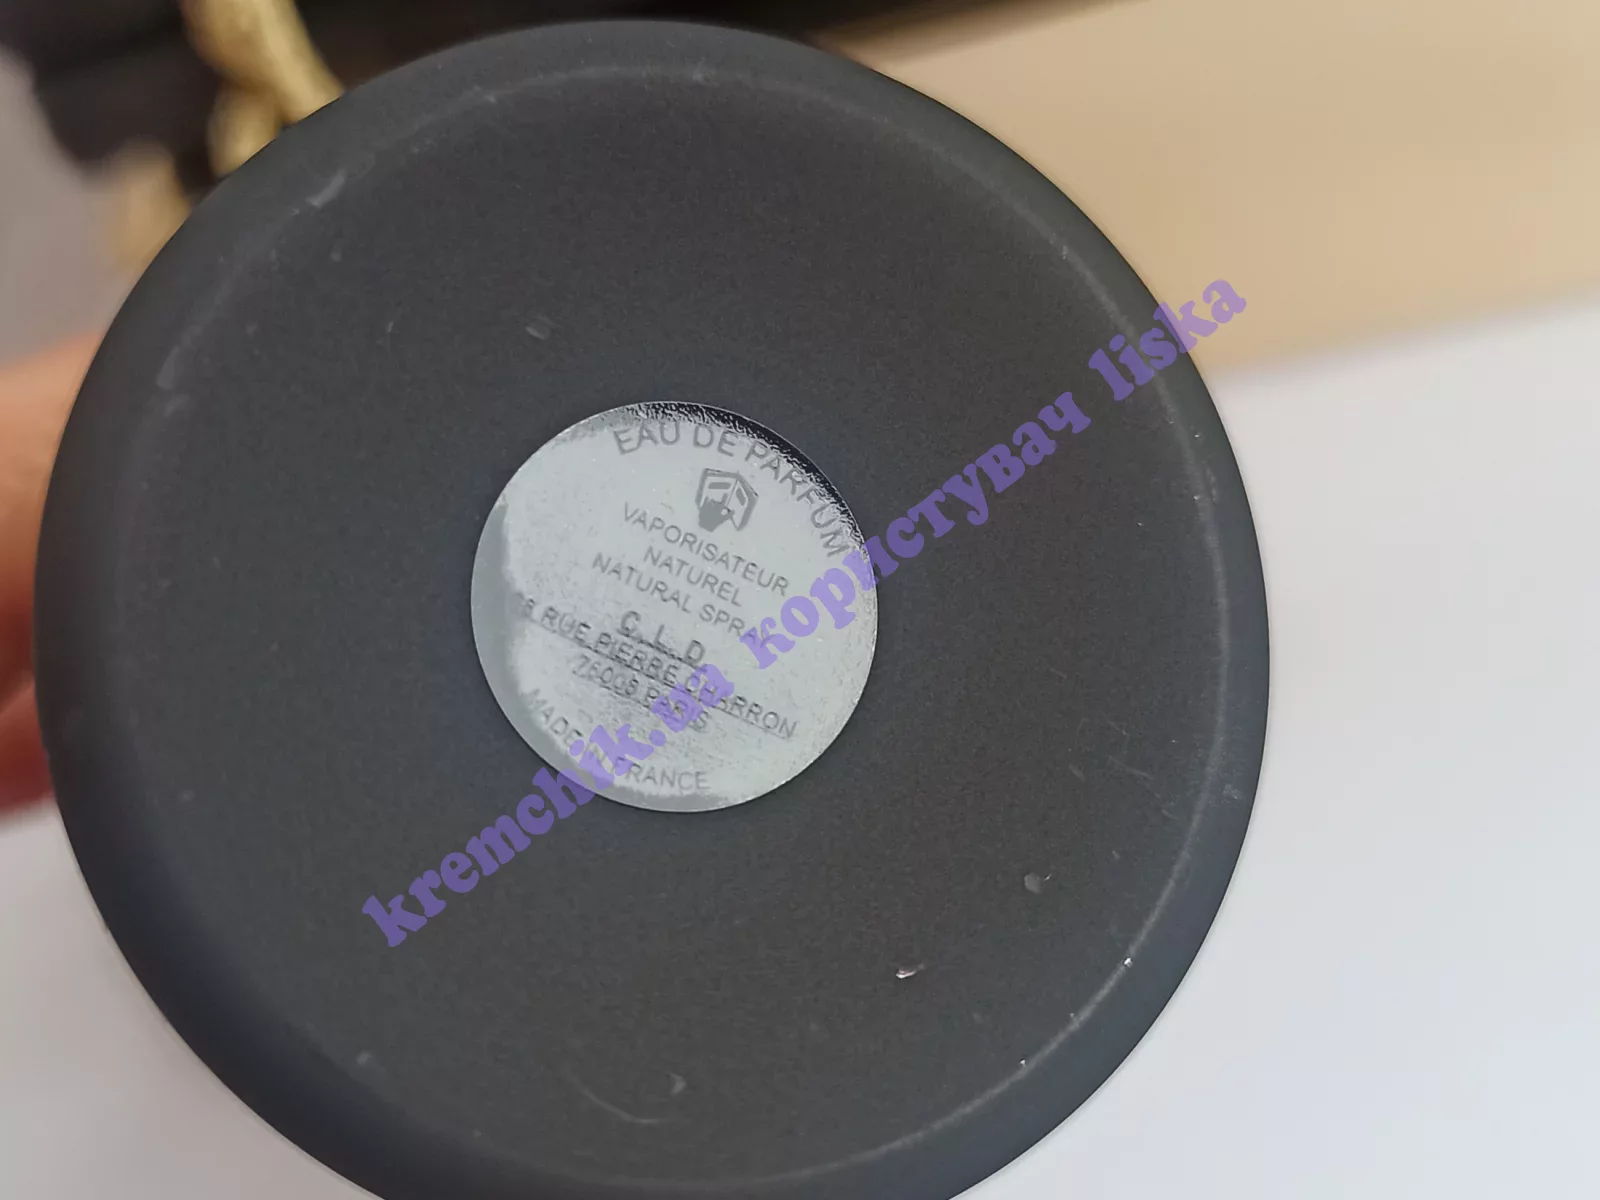 EAU DE PARFUM
VAPORISATEUR
NATUREL
NATURAL SPRAY
C. L. D.
RUE PIERRE CHARRON
75008 PARIS
MADE IN FRANCE
kremchik.ua користувач liska